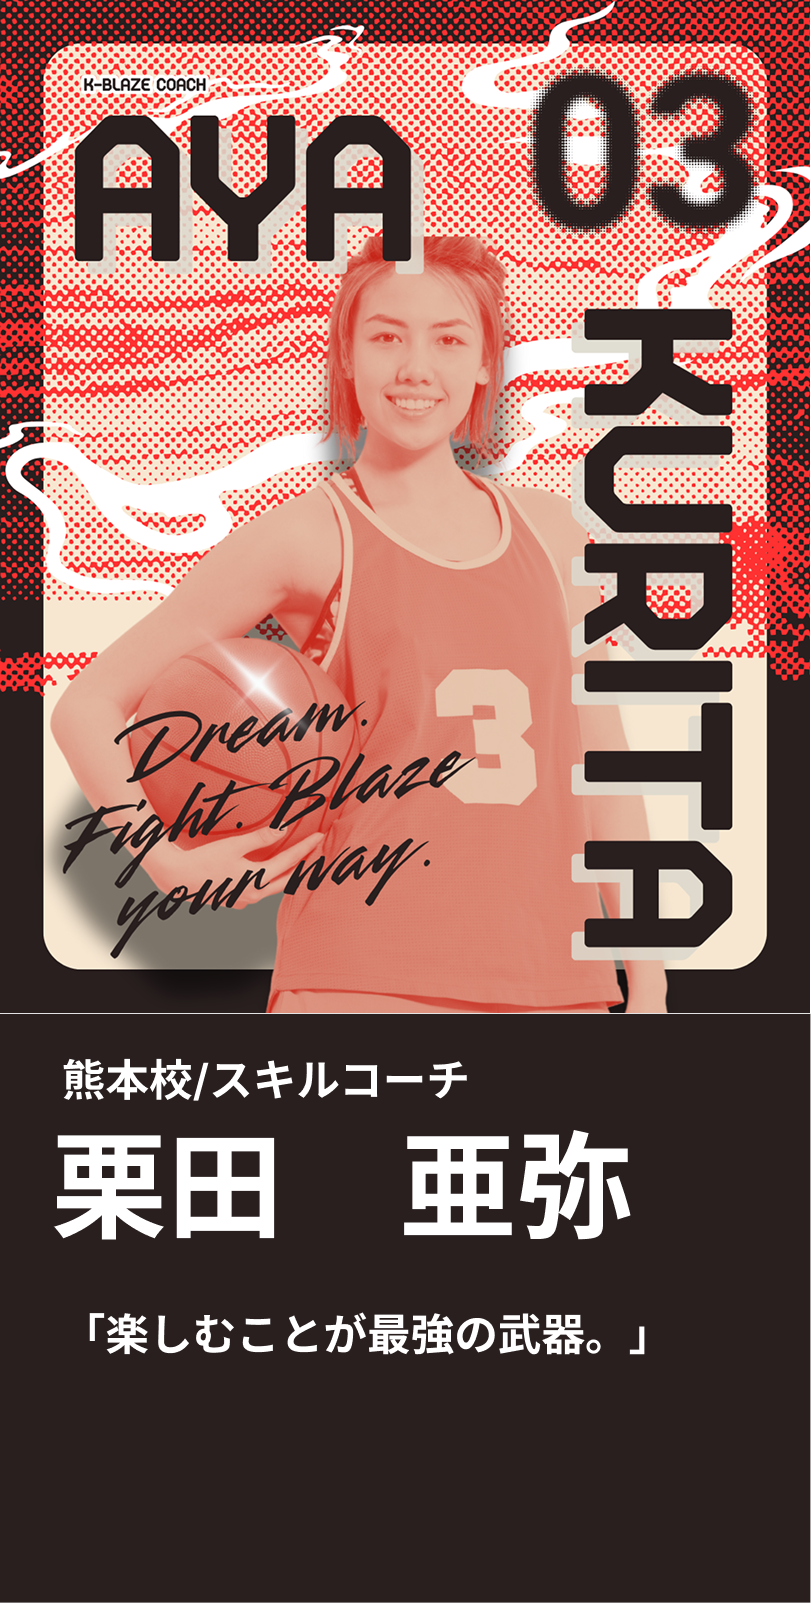 K-BLAZE COACH
AYA
03
KURITA
3
Dream.
Fight. Blaze
your way.
熊本校/スキルコーチ
栗田　亜弥
「楽しむことが最強の武器。」